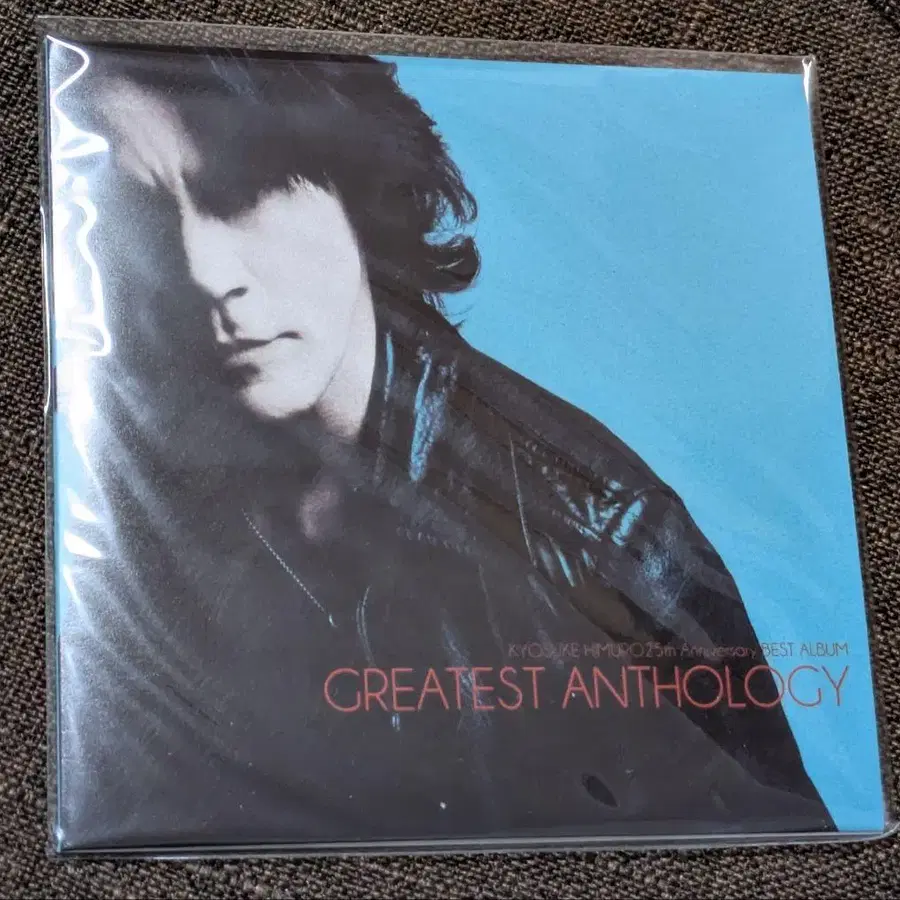 KYOSUKE HIMURO 25th Anniversary BEST ALBUM
GREATEST ANTHOLOGY